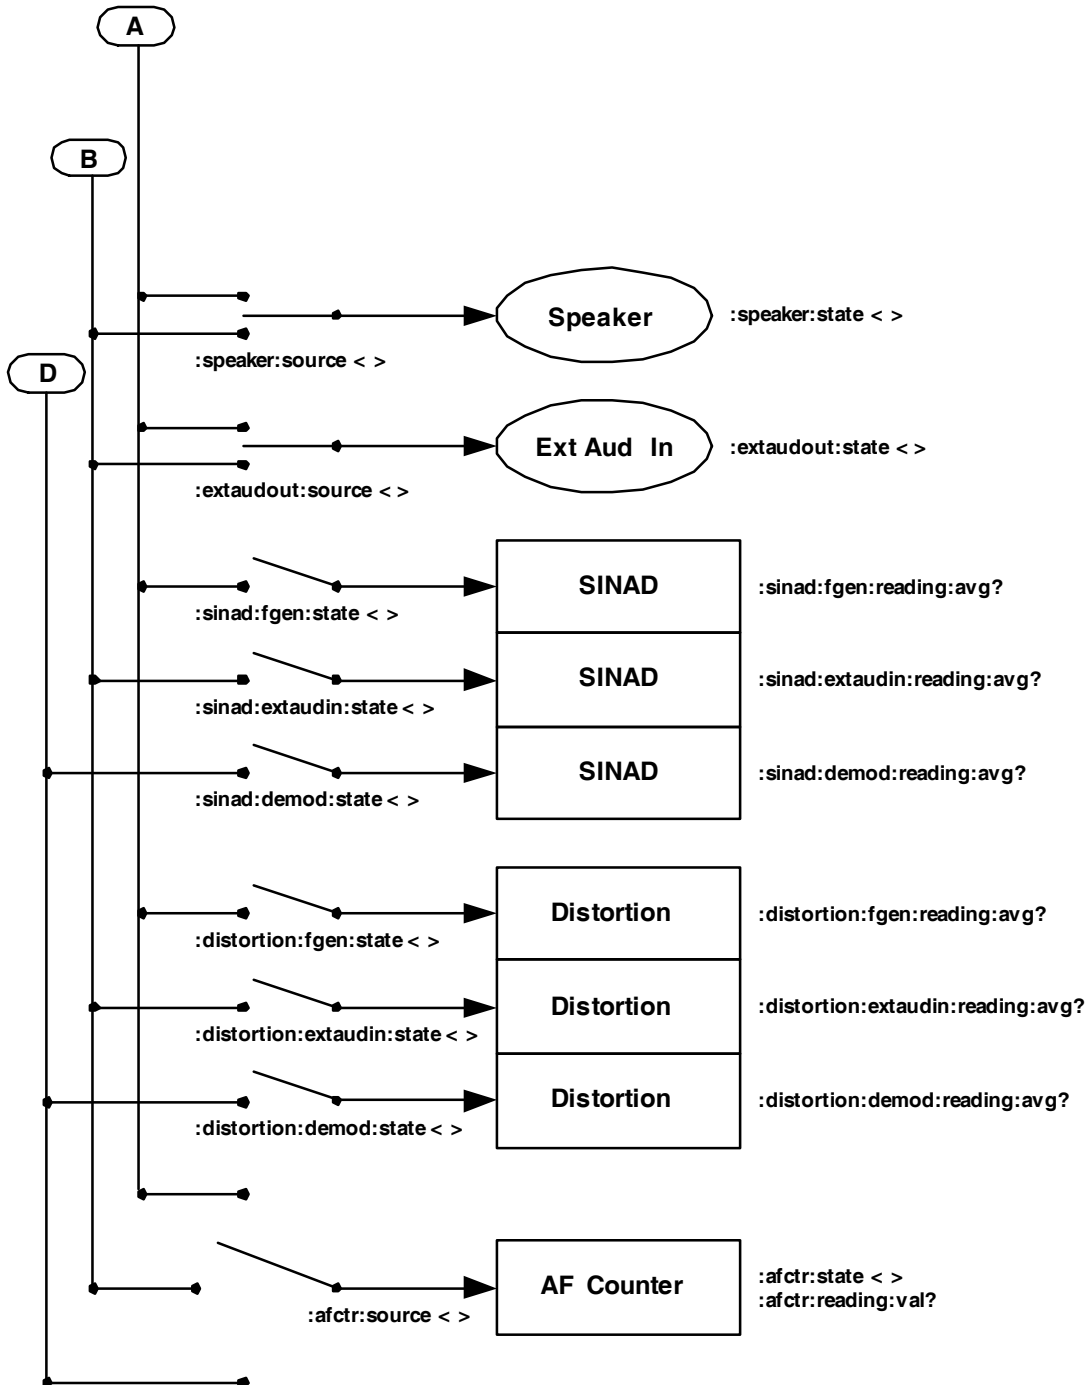 A
B
Speaker
:speaker:state < >
:speaker:source < >
D
Ext Aud In
:extaudout:state < >
:extaudout:source < >
SINAD
:sinad:fgen:reading:avg?
:sinad:fgen:state < >
SINAD
:sinad:extaudin:reading:avg?
:sinad:extaudin:state < >
SINAD
:sinad:demod:reading:avg?
:sinad:demod:state < >
Distortion
:distortion:fgen:reading:avg?
:distortion:fgen:state < >
Distortion
:distortion:extaudin:reading:avg?
:distortion:extaudin:state < >
Distortion
:distortion:demod:reading:avg?
:distortion:demod:state < >
AF Counter
:afctr:state < >
:afctr:reading:val?
:afctr:source < >